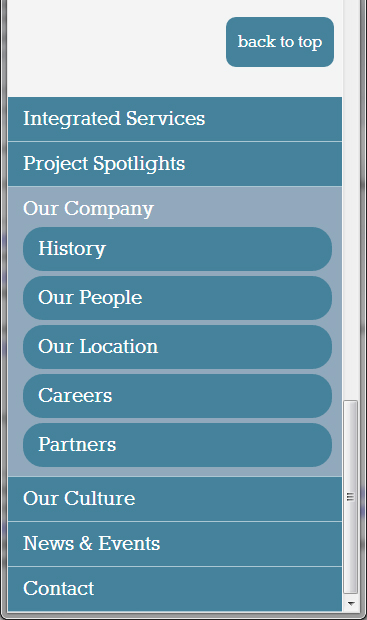 back to top
Integrated Services
Project Spotlights
Our Company
History
Our People
Our Location
Careers
Partners
Our Culture
News & Events
Contact